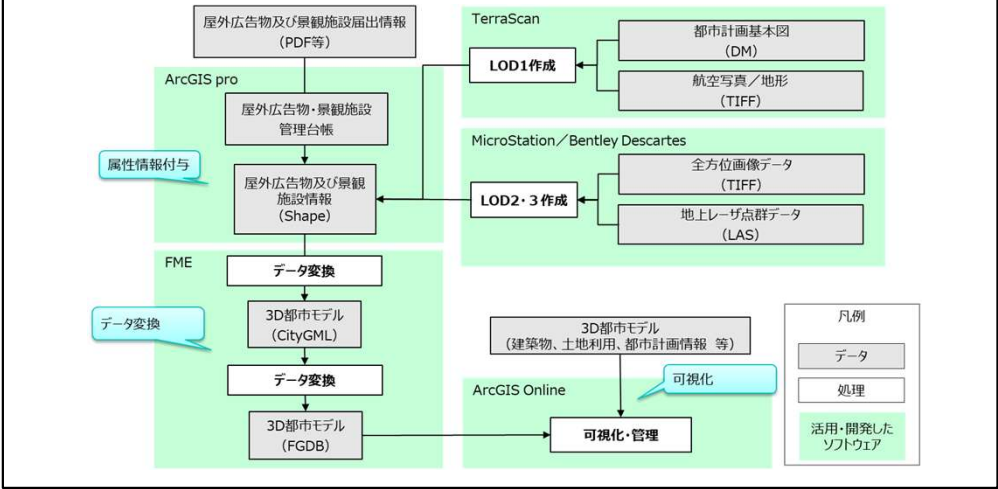 屋外広告物及び景観施設届出情報
（PDF等）
ArcGIS pro
屋外広告物・景観施設
管理台帳
属性情報付与
屋外広告物及び景観
施設情報
（Shape）
TerraScan
LOD1作成
都市計画基本図
（DM）
航空写真／地形
（TIFF）
MicroStation／Bentley Descartes
LOD2・３作成
全方位画像データ
（TIFF）
地上レーザ点群データ
（LAS）
FME
データ変換
データ変換
3D都市モデル
（CityGML）
データ変換
3D都市モデル
（FGDB）
3D都市モデル
（建築物、土地利用、都市計画情報 等）
ArcGIS Online
可視化
可視化・管理
凡例
データ
処理
活用・開発した
ソフトウェア